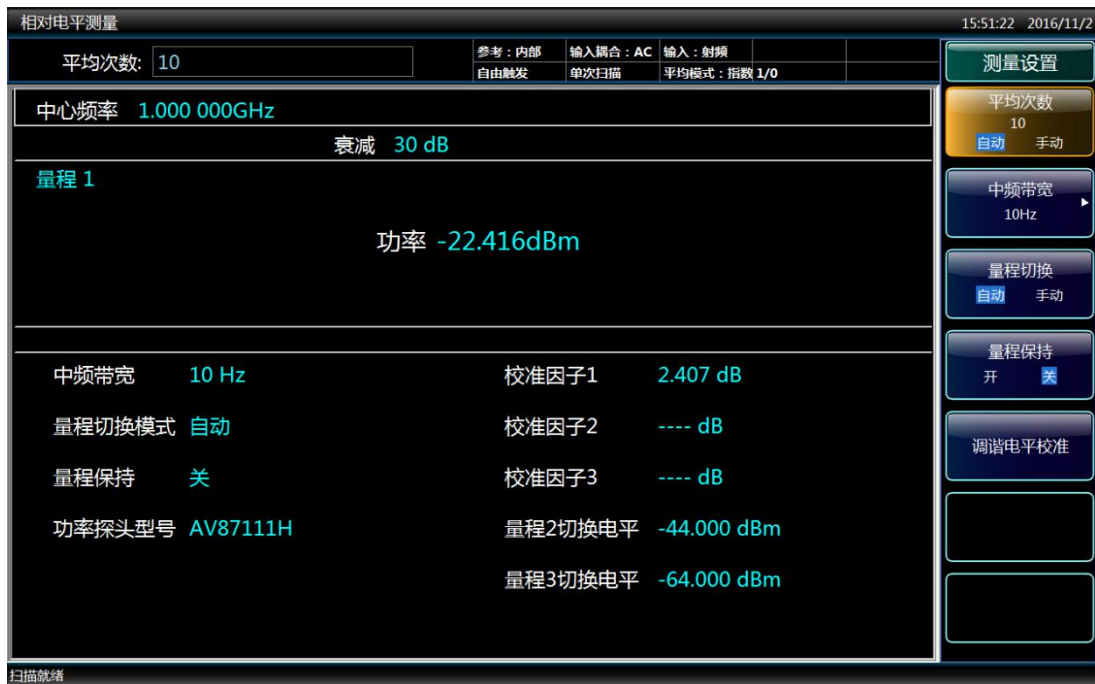 相对电平测量
15:51:22 2016/11/2
平均次数: 10
参考：内部 输入耦合：AC 输入：射频
自由触发 单次扫描 平均模式：指数 1/0
中心频率 1.000 000GHz
衰减 30 dB
量程 1
功率 -22.416dBm
中频带宽 10 Hz
校准因子1 2.407 dB
量程切换模式 自动
校准因子2 ---- dB
量程保持 关
校准因子3 ---- dB
功率探头型号 AV87111H
量程2切换电平 -44.000 dBm
量程3切换电平 -64.000 dBm
测量设置
平均次数
10
自动 手动
中频带宽
10Hz
量程切换
自动 手动
量程保持
开 关
调谐电平校准
扫描就绪